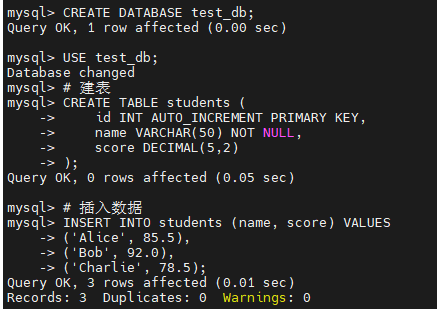 mysql> CREATE DATABASE test_db;
Query OK, 1 row affected (0.00 sec)
mysql> USE test_db;
Database changed
mysql> # 建表
mysql> CREATE TABLE students (
    ->     id INT AUTO_INCREMENT PRIMARY KEY,
    ->     name VARCHAR(50) NOT NULL,
    ->     score DECIMAL(5,2)
    -> );
Query OK, 0 rows affected (0.05 sec)
mysql> # 插入数据
mysql> INSERT INTO students (name, score) VALUES
    -> ('Alice', 85.5),
    -> ('Bob', 92.0),
    -> ('Charlie', 78.5);
Query OK, 3 rows affected (0.01 sec)
Records: 3  Duplicates: 0  Warnings: 0